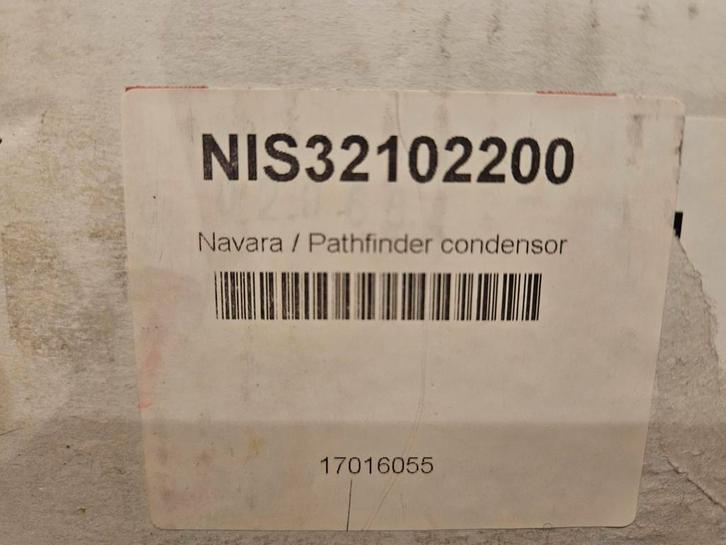 NIS32102200
Navara / Pathfinder condensor
17016055